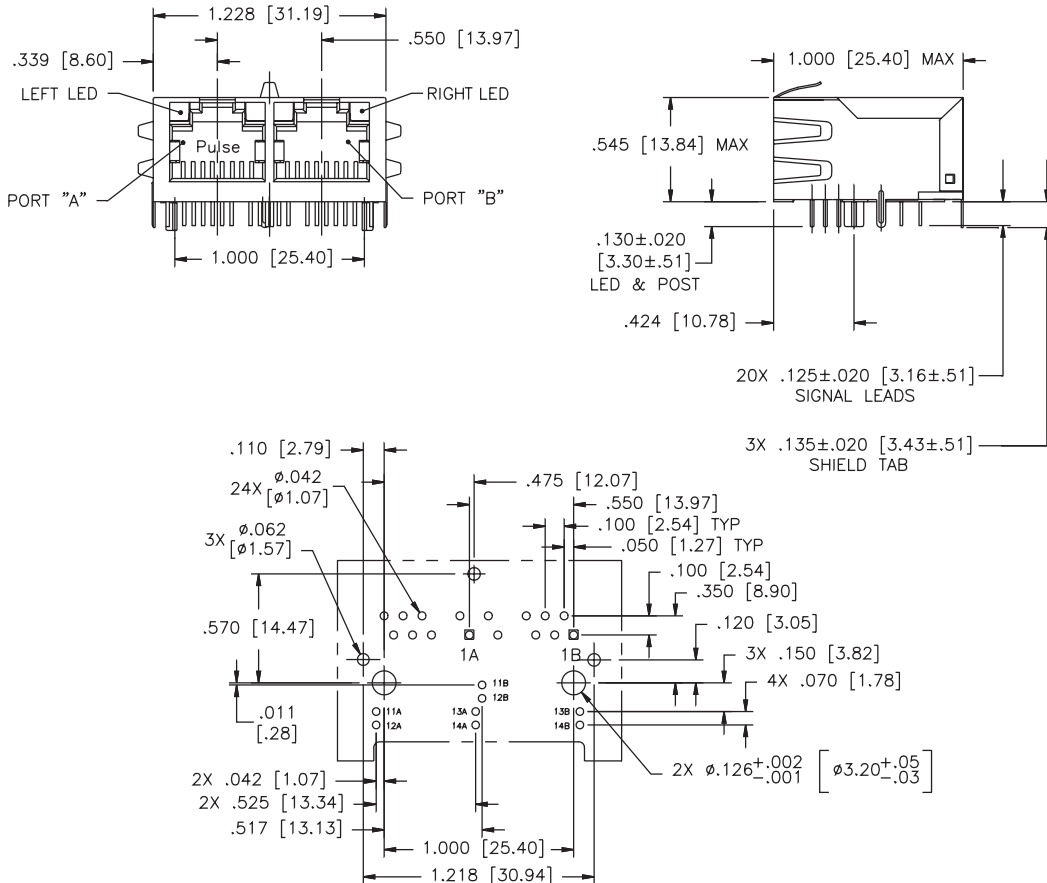 1.228 [31.19]
.550 [13.97]
.339 [8.60]
LEFT LED
RIGHT LED
Pulse
PORT "A"
PORT "B"
1.000 [25.40]
1.000 [25.40] MAX
.545 [13.84] MAX
.130±.020
[3.30±.51]
LED & POST
.424 [10.78]
20X .125±.020 [3.16±.51]
SIGNAL LEADS
3X .135±.020 [3.43±.51]
SHIELD TAB
.110 [2.79]
24X ø.042
[ø1.07]
3X ø.062
[ø1.57]
.475 [12.07]
.550 [13.97]
.100 [2.54] TYP
.050 [1.27] TYP
.100 [2.54]
.350 [8.90]
.120 [3.05]
3X .150 [3.82]
4X .070 [1.78]
.570 [14.47]
1A
1B
11B
12B
11A
12A
13A
14A
13B
14B
.011
[.28]
2X ø.126+.002 -.001 [ø3.20+.05 -.03]
2X .042 [1.07]
2X .525 [13.34]
.517 [13.13]
1.000 [25.40]
1.218 [30.94]